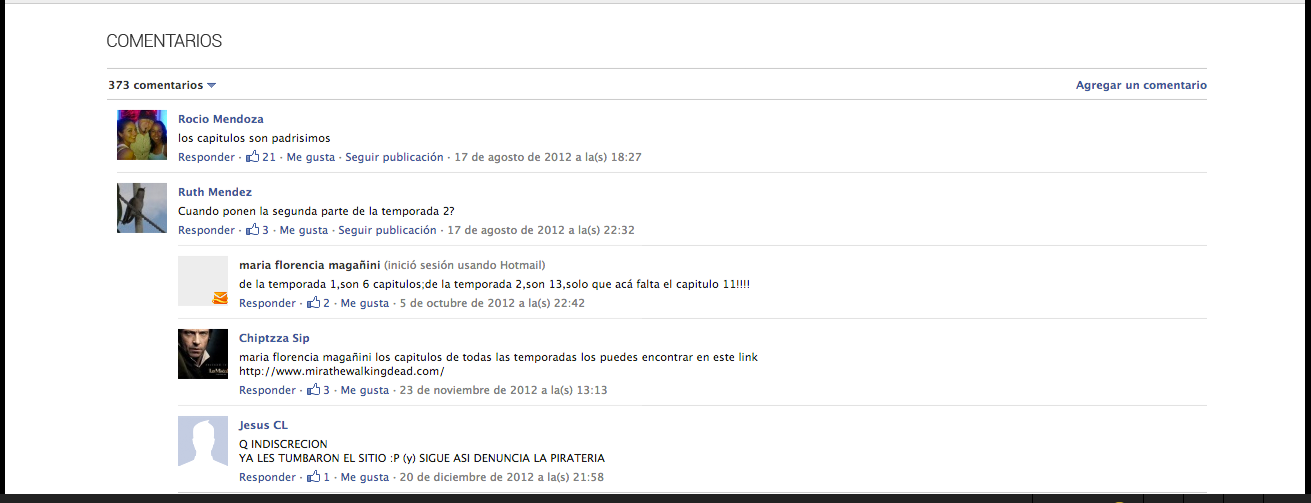 COMENTARIOS
373 comentarios
Agregar un comentario
Rocio Mendoza
los capitulos son padrisimos
Responder · 21 · Me gusta · Seguir publicación · 17 de agosto de 2012 a la(s) 18:27
Ruth Mendez
Cuando ponen la segunda parte de la temporada 2?
Responder · 3 · Me gusta · Seguir publicación · 17 de agosto de 2012 a la(s) 22:32
maria florencia magañini (inició sesión usando Hotmail)
de la temporada 1,son 6 capitulos;de la temporada 2,son 13,solo que acá falta el capitulo 11!!!!
Responder · 2 · Me gusta · 5 de octubre de 2012 a la(s) 22:42
Chiptzza Sip
maria florencia magañini los capitulos de todas las temporadas los puedes encontrar en este link
http://www.mirathewalkingdead.com/
Responder · 3 · Me gusta · 23 de noviembre de 2012 a la(s) 13:13
Jesus CL
Q INDISCRECION
YA LES TUMBARON EL SITIO :P (y) SIGUE ASI DENUNCIA LA PIRATERIA
Responder · 1 · Me gusta · 20 de diciembre de 2012 a la(s) 21:58